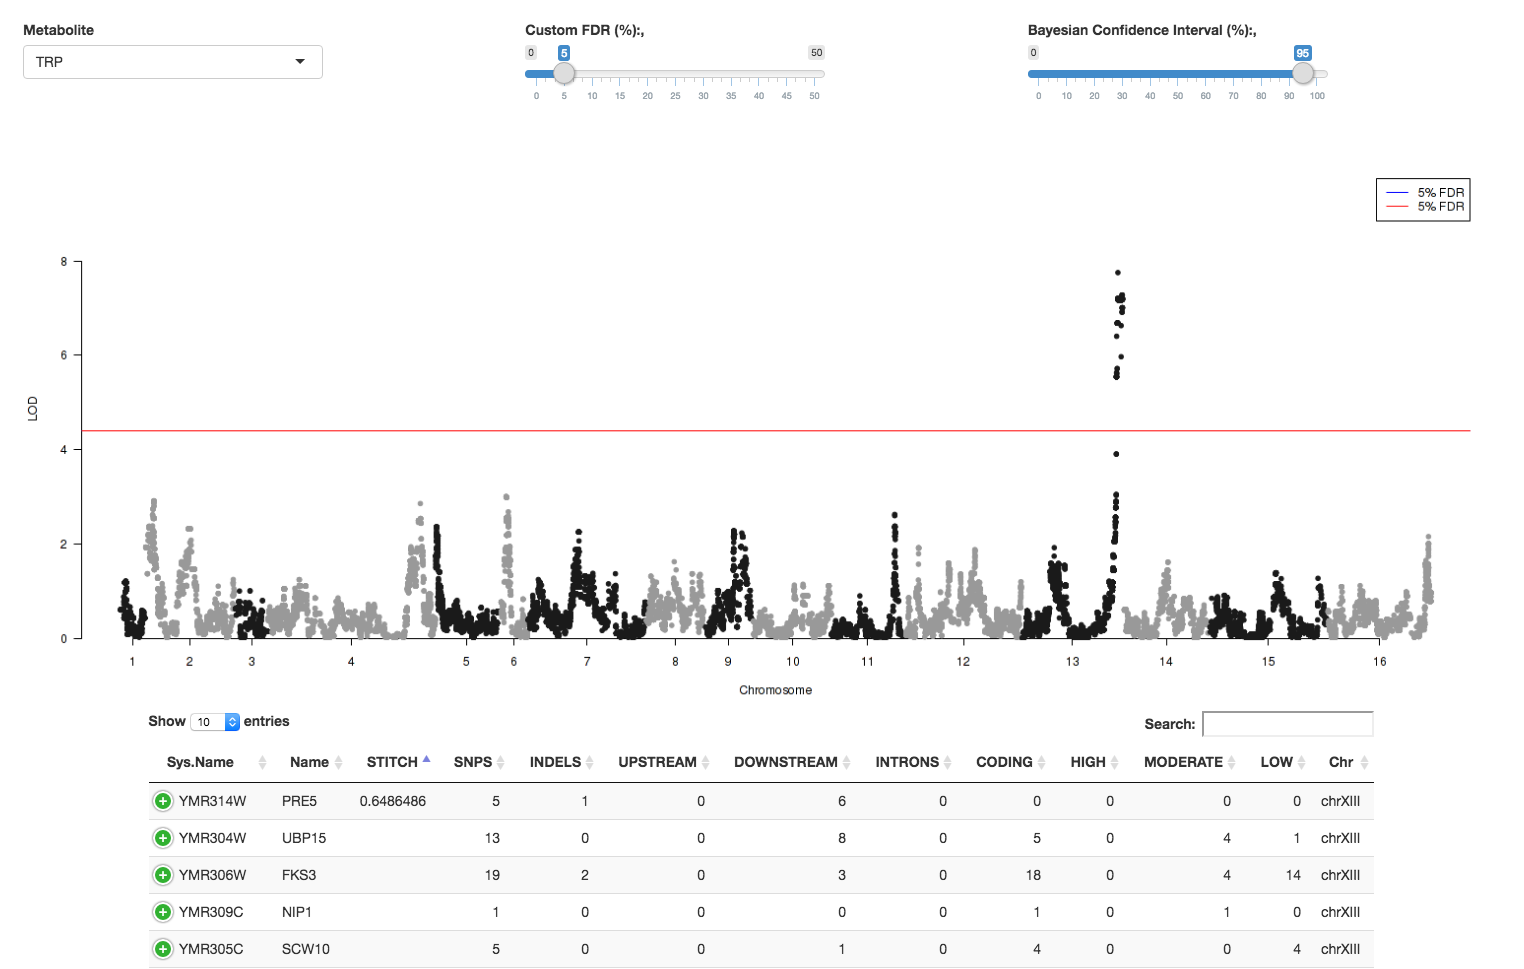 Metabolite
TRP
Custom FDR (%):,
0 5 50
0 5 10 15 20 25 30 35 40 45 50
Bayesian Confidence Interval (%):,
0 95
0 10 20 30 40 50 60 70 80 90 100
5% FDR
5% FDR
8
6
4
2
0
LOD
1 2 3 4 5 6 7 8 9 10 11 12 13 14 15 16
Chromosome
Show 10 entries
Search:
Sys.Name Name STITCH SNPS INDELS UPSTREAM DOWNSTREAM INTRONS CODING HIGH MODERATE LOW Chr
YMR314W PRE5 0.6486486 5 1 0 6 0 0 0 0 0 chrXIII
YMR304W UBP15 13 0 0 8 0 5 0 4 1 chrXIII
YMR306W FKS3 19 2 0 3 0 18 0 4 14 chrXIII
YMR309C NIP1 1 0 0 0 0 1 0 1 0 chrXIII
YMR305C SCW10 5 0 0 1 0 4 0 0 4 chrXIII